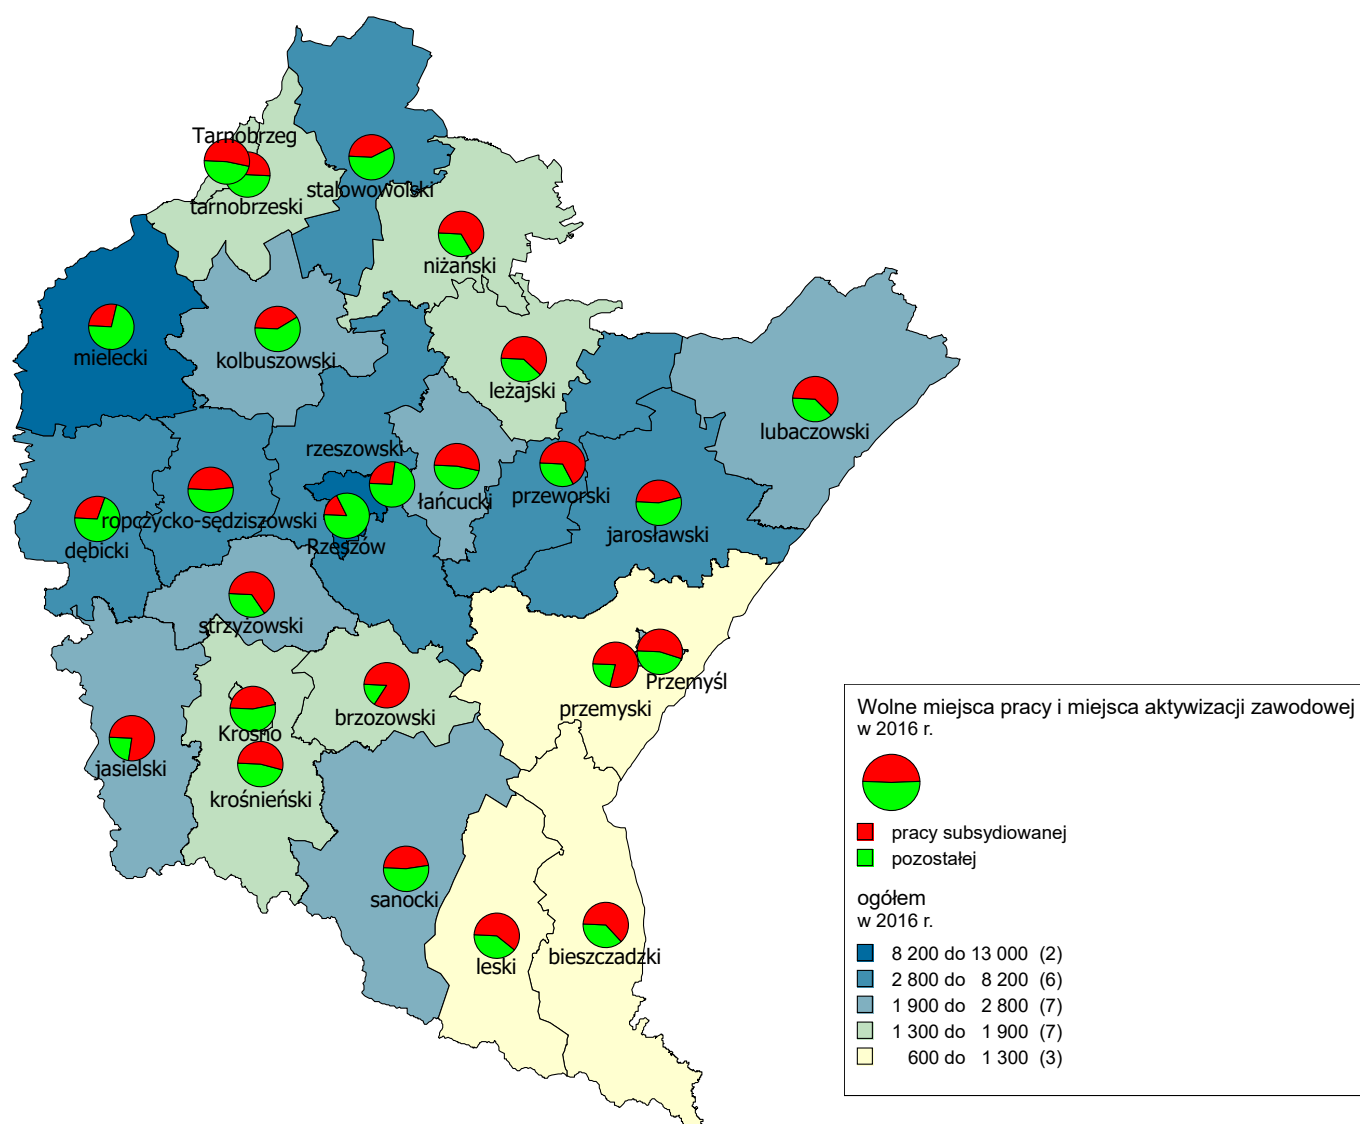 Tarnobrzeg
stalowowolski
tarnobrzeski
niżański
mielecki
kolbuszowski
leżajski
lubaczowski
rzeszowski
łańcucki
przeworski
ropczycko-sędziszowski
jarosławski
dębicki
Rzeszów
strzyżowski
Przemyśl
przemyski
brzozowski
Krosno
jasielski
krośnieński
sanocki
bieszczadzki
leski
Wolne miejsca pracy i miejsca aktywizacji zawodowej
w 2016 r.
pracy subsydiowanej
pozostałej
ogółem
w 2016 r.
8 200 do 13 000 (2)
2 800 do 8 200 (6)
1 900 do 2 800 (7)
1 300 do 1 900 (7)
600 do 1 300 (3)